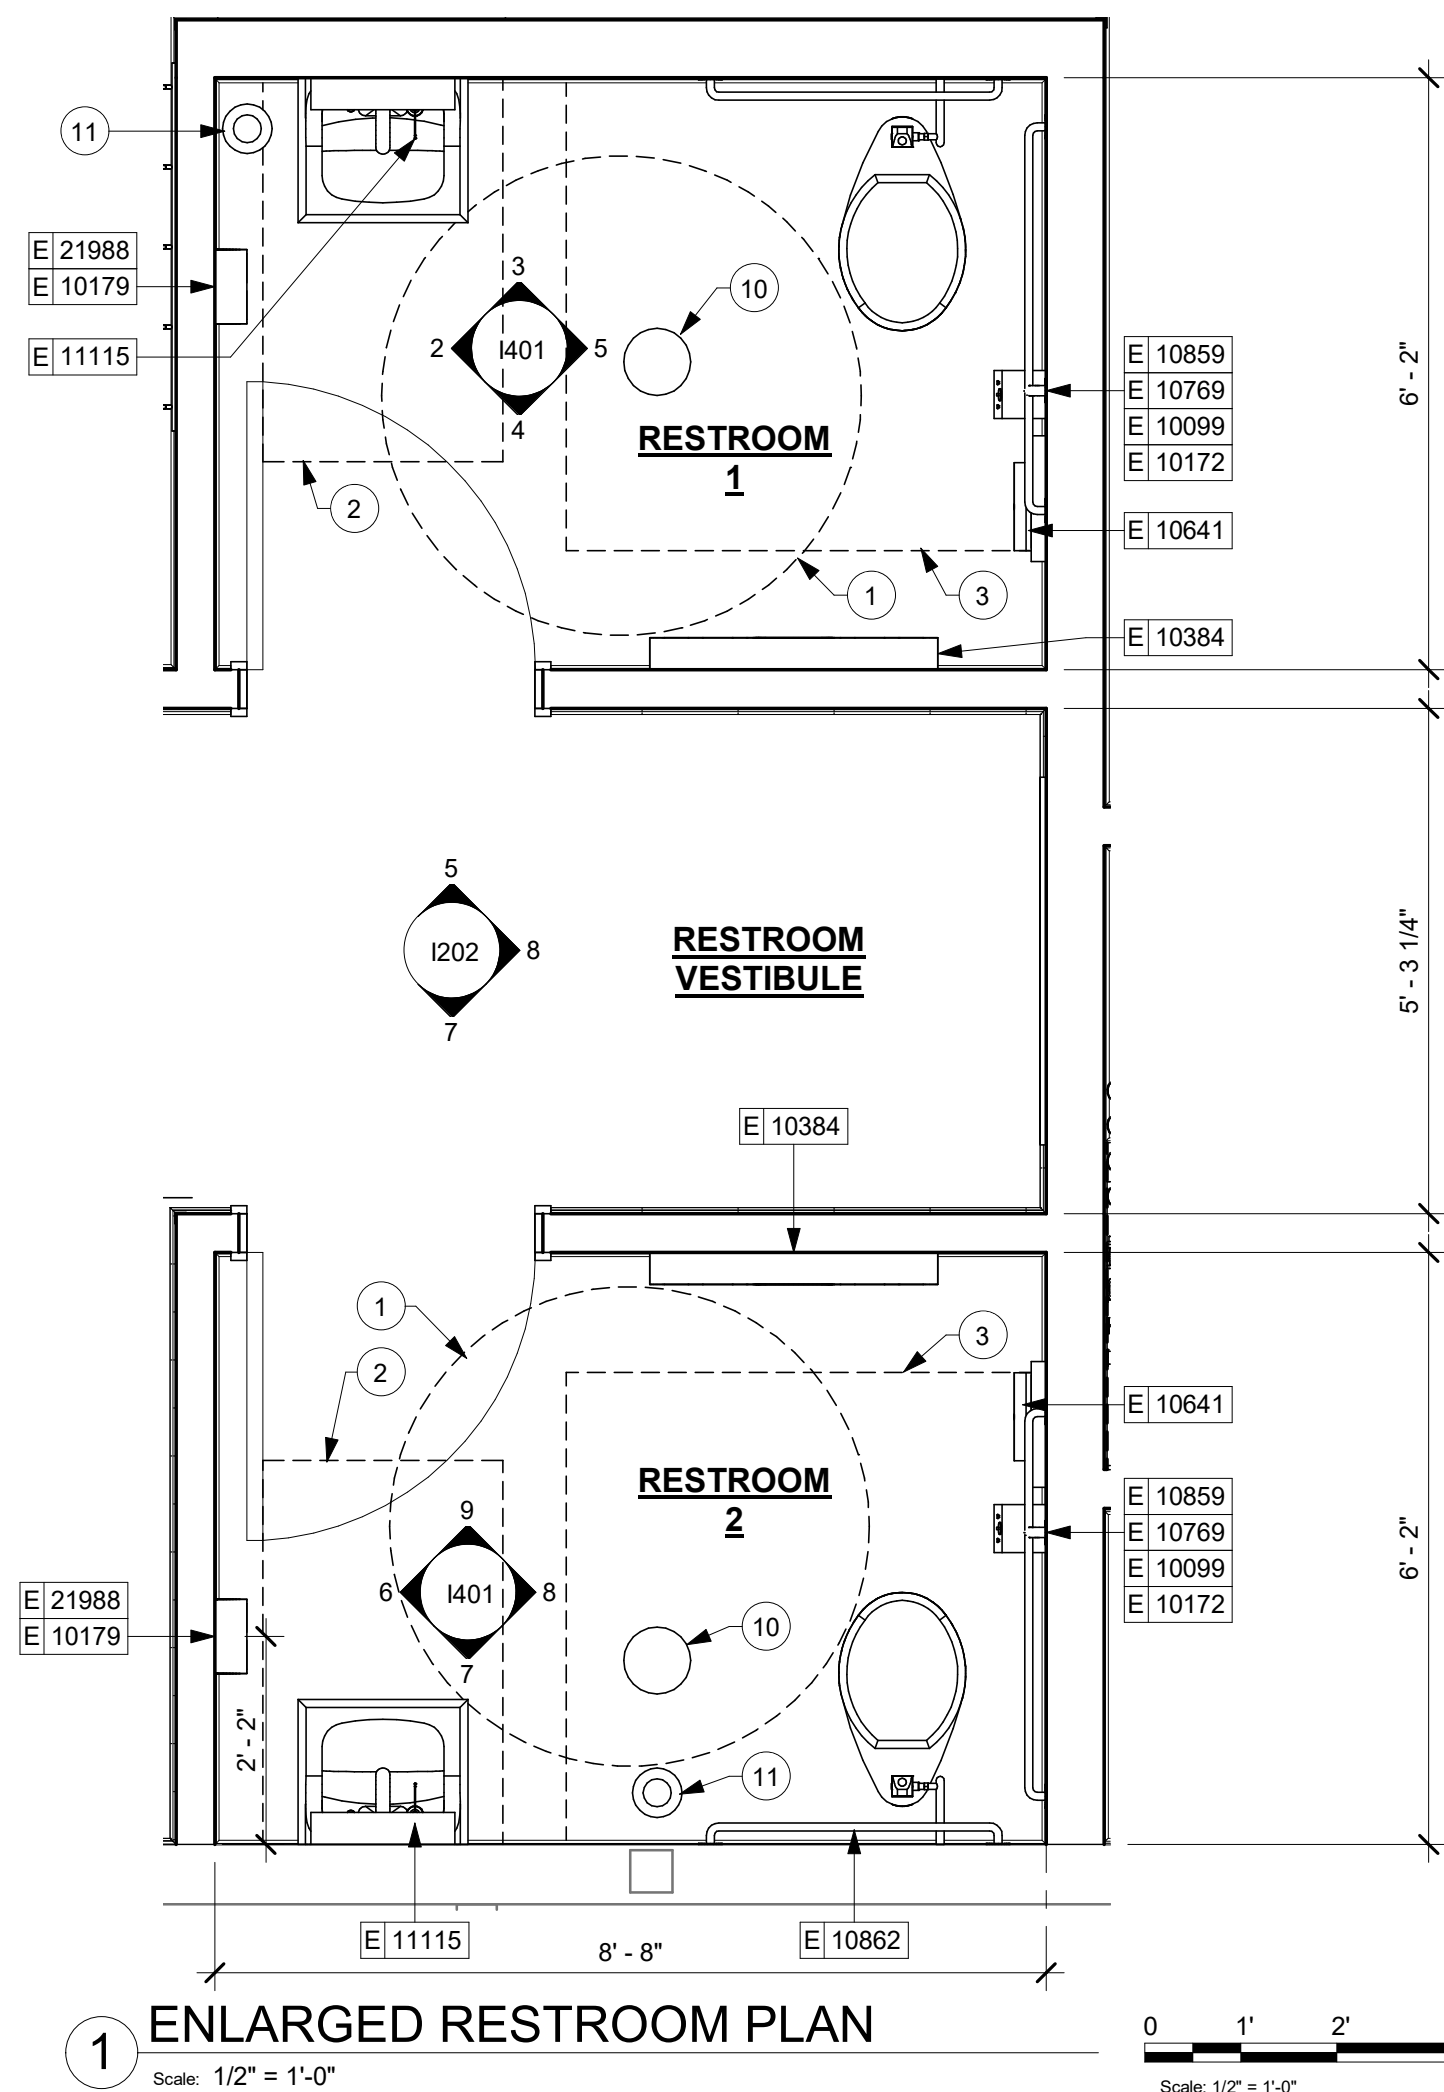 11
E 21988
E 10179
E 11115
3
2
I401
5
4
10
RESTROOM
1
2
1
3
E 10859
E 10769
E 10099
E 10172
E 10641
E 10384
6' - 2"
5
I202
8
7
RESTROOM
VESTIBULE
5' - 3 1/4"
E 10384
1
2
3
E 10641
RESTROOM
2
9
6
I401
8
7
10
11
E 10859
E 10769
E 10099
E 10172
6' - 2"
E 21988
E 10179
2' - 2"
E 11115
8' - 8"
E 10862
1
ENLARGED RESTROOM PLAN
Scale: 1/2" = 1'-0"
0 1' 2'
Scale: 1/2" = 1'-0"